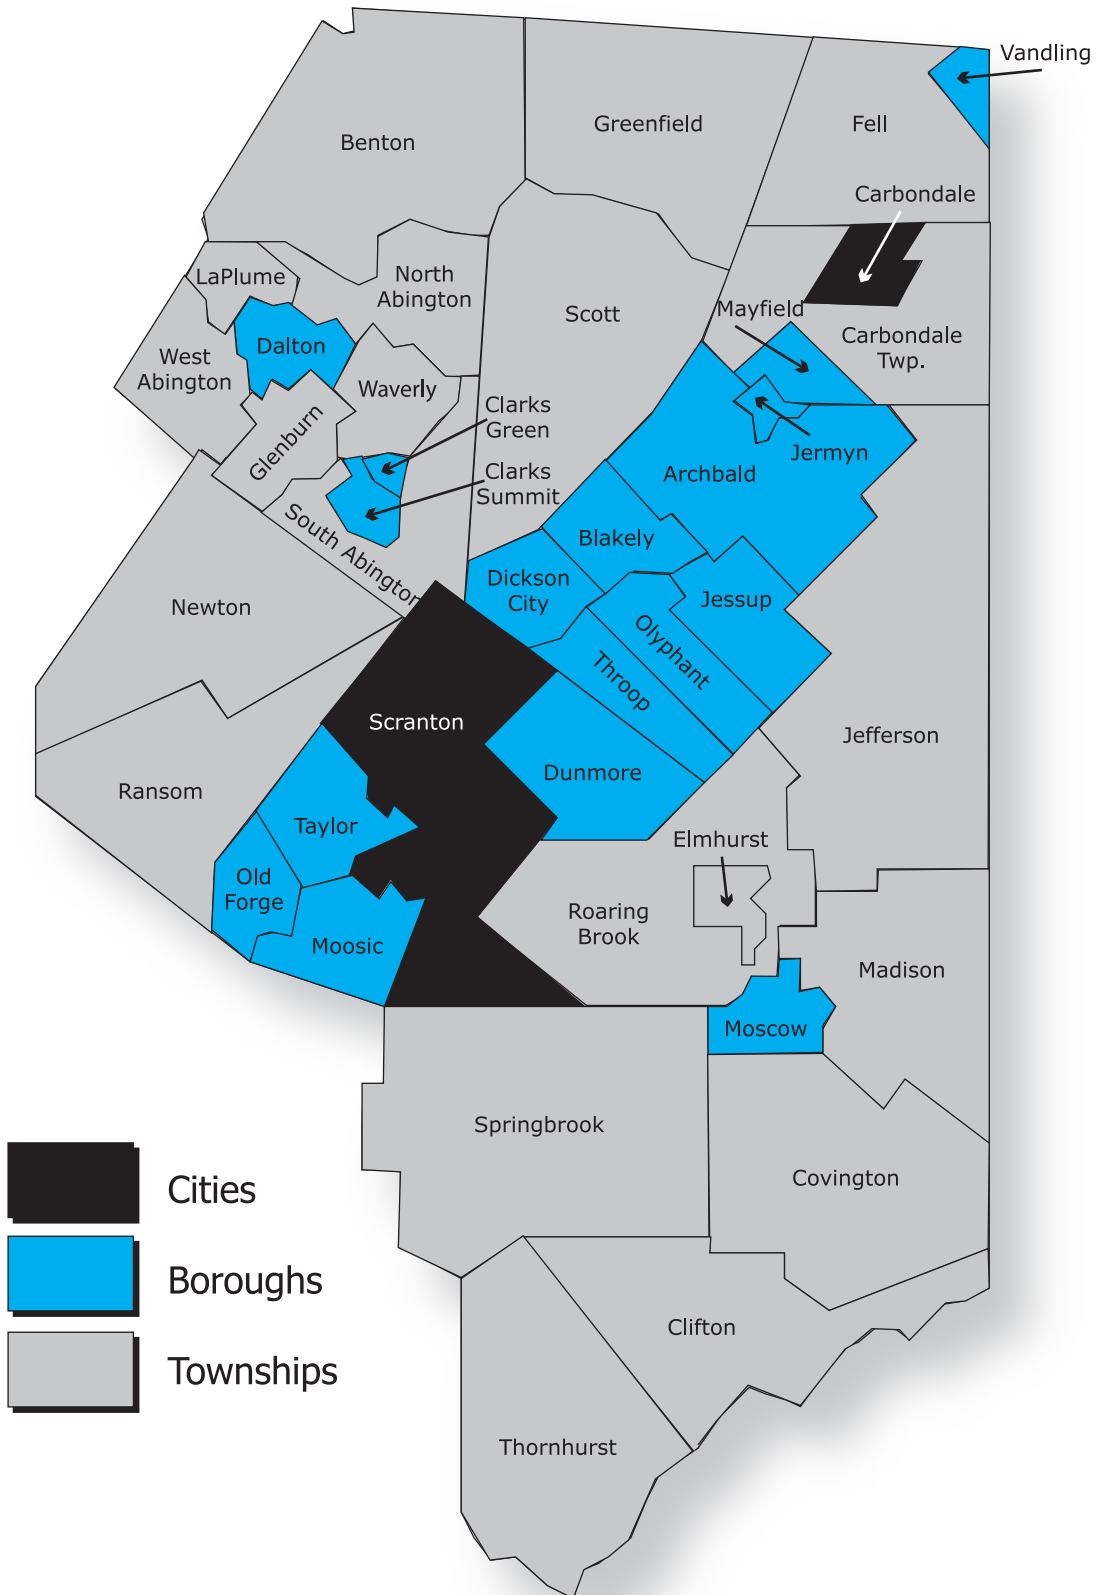 Vandling
Benton
Greenfield
Fell
Carbondale
LaPlume
North
Abington
Scott
Mayfield
West
Abington
Dalton
Carbondale
Twp.
Waverly
Clarks
Green
Glenburn
Jermyn
Archbald
Clarks
Summit
South Abington
Blakely
Dickson
City
Jessup
Newton
Olyphant
Throop
Scranton
Jefferson
Dunmore
Ransom
Taylor
Elmhurst
Old
Forge
Roaring
Brook
Moosic
Madison
Moscow
Springbrook
Covington
Cities
Boroughs
Clifton
Townships
Thornhurst